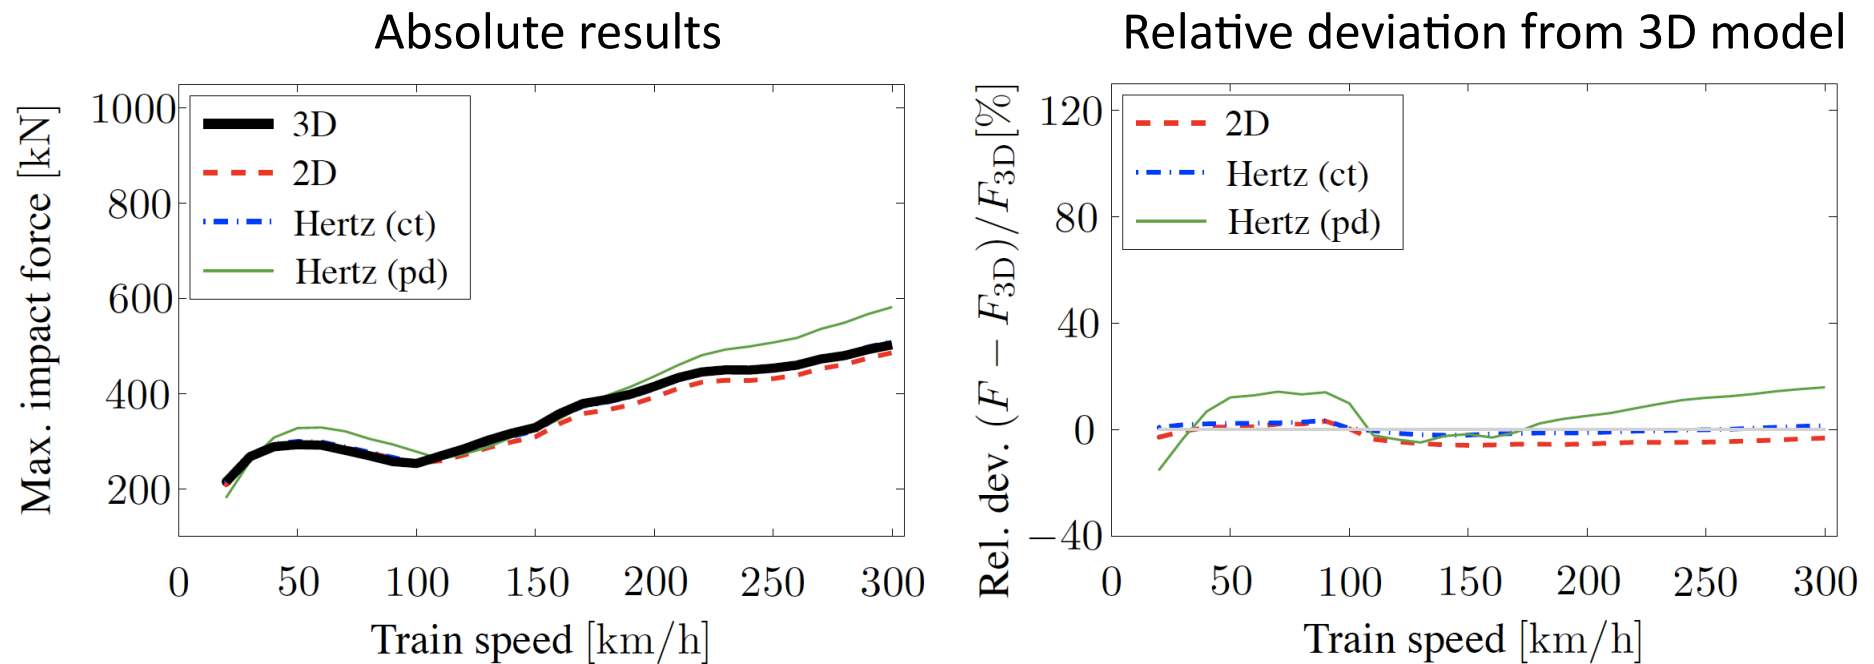 Absolute results
Max. impact force [kN]
1000
800
600
400
200
3D
2D
Hertz (ct)
Hertz (pd)
0 50 100 150 200 250 300
Train speed [km/h]
Relative deviation from 3D model
Rel. dev. (F − F3D)/F3D[%]
120
80
40
0
−40
2D
Hertz (ct)
Hertz (pd)
0 50 100 150 200 250 300
Train speed [km/h]